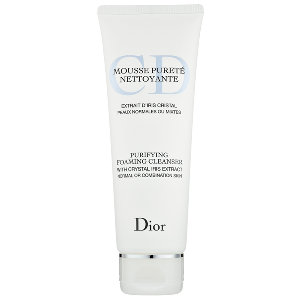 CD
MOUSSE PURETÉ
NETTOYANTE
EXTRAIT D'IRIS CRISTAL
PEAUX NORMALES OU MIXTES
PURIFYING
FOAMING CLEANSER
WITH CRYSTAL IRIS EXTRACT
NORMAL OR COMBINATION SKIN
Dior